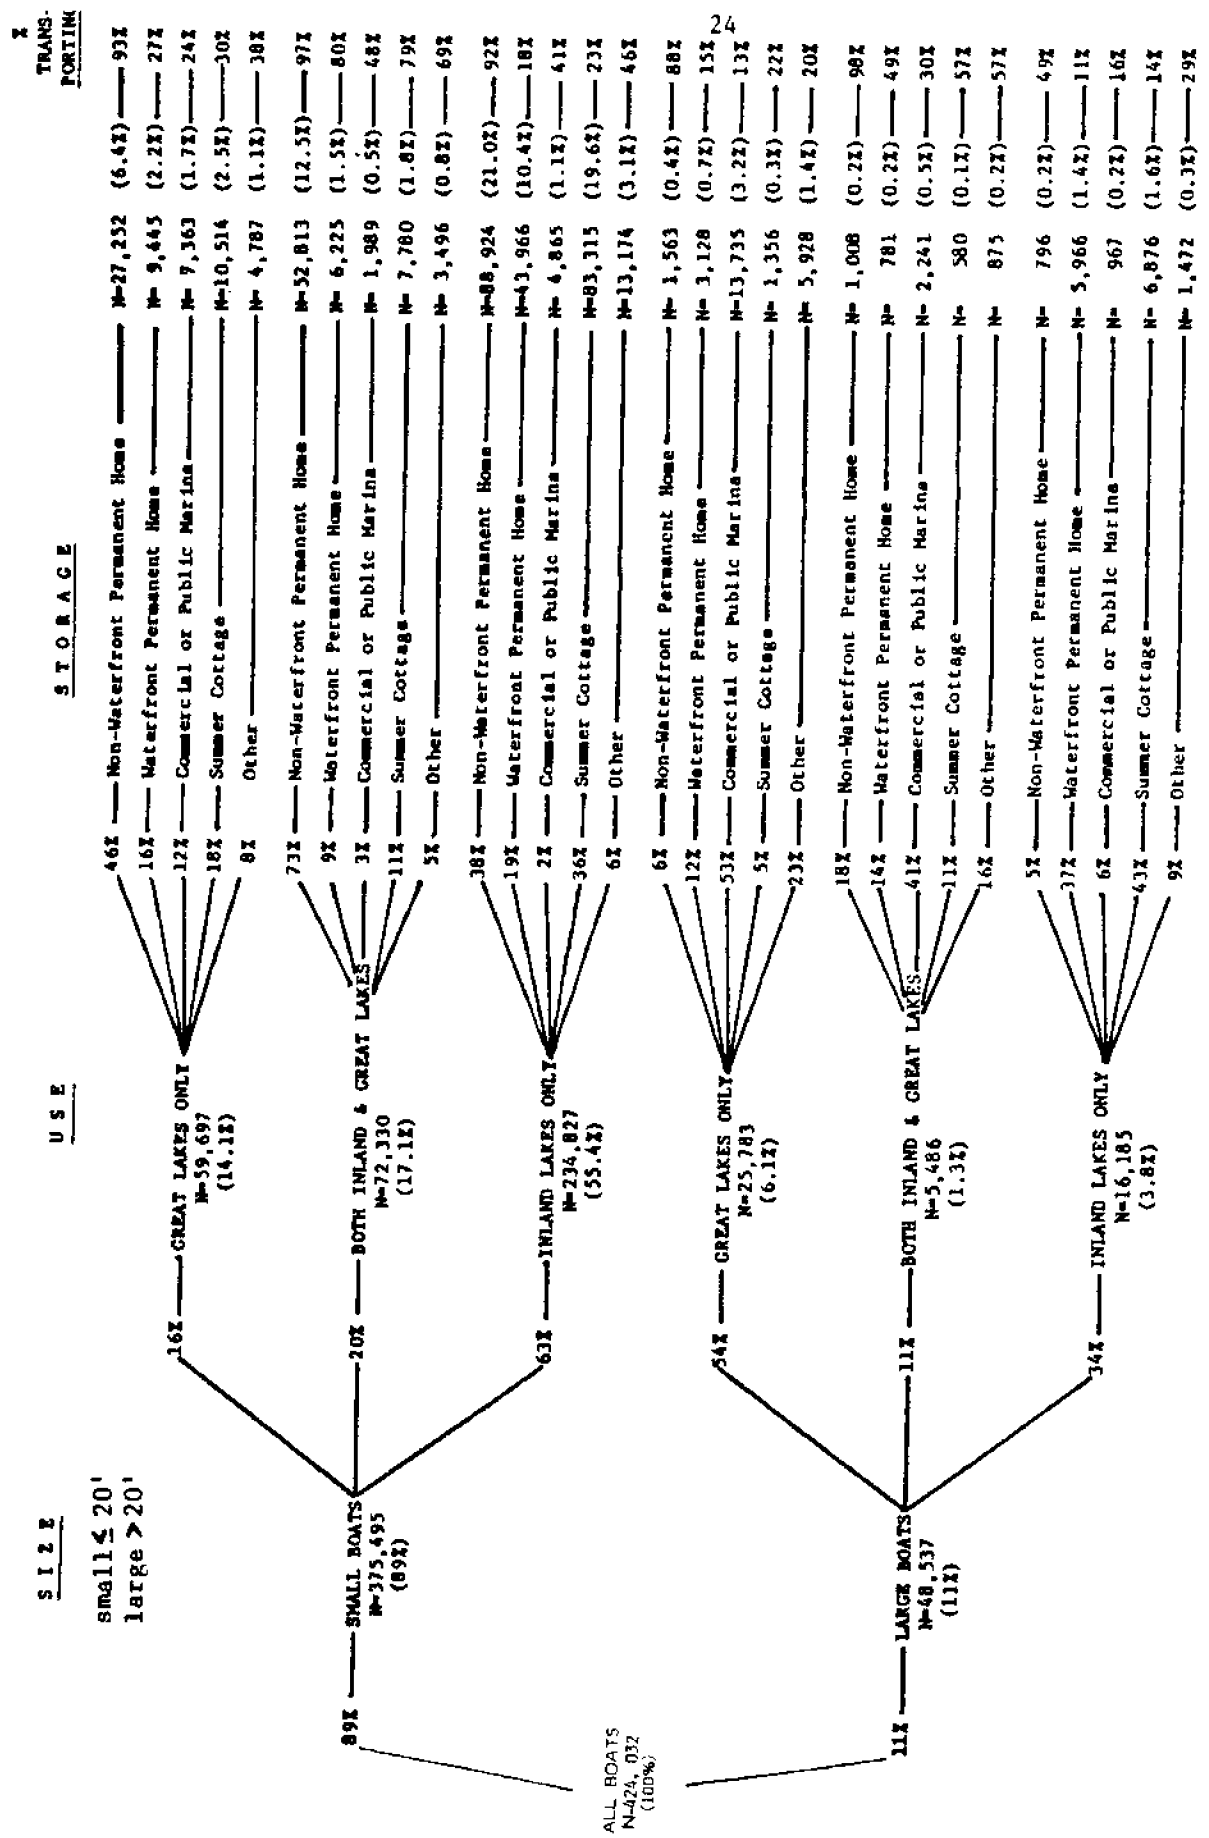 24
S I Z E
small ≤ 20'
large > 20'
U S E
S T O R A G E
%
TRANS-
PORTING
ALL BOATS
N=424, 032
(100%)
89%
SMALL BOATS
N=375,495
(89%)
16%
GREAT LAKES ONLY
N=59,697
(14.1%)
46% Non-Waterfront Permanent Home N=27,252 (6.4%) 93%
16% Waterfront Permanent Home N= 9,445 (2.2%) 27%
12% Commercial or Public Marina N= 7,363 (1.7%) 24%
18% Summer Cottage N=10,514 (2.5%) 30%
8% Other N= 4,787 (1.1%) 38%
20%
BOTH INLAND & GREAT LAKES
N=72,330
(17.1%)
73% Non-Waterfront Permanent Home N=52,813 (12.5%) 97%
9% Waterfront Permanent Home N= 6,225 (1.5%) 80%
3% Commercial or Public Marina N= 1,989 (0.5%) 48%
11% Summer Cottage N= 7,780 (1.8%) 79%
5% Other N= 3,496 (0.8%) 69%
63%
INLAND LAKES ONLY
N=234,827
(55.4%)
38% Non-Waterfront Permanent Home N=88,924 (21.0%) 92%
19% Waterfront Permanent Home N=43,966 (10.4%) 18%
2% Commercial or Public Marina N= 4,865 (1.1%) 41%
36% Summer Cottage N=83,315 (19.6%) 23%
6% Other N=13,174 (3.1%) 46%
11%
LARGE BOATS
N=48,537
(11%)
54%
GREAT LAKES ONLY
N=25,783
(6.1%)
6% Non-Waterfront Permanent Home N= 1,563 (0.4%) 88%
12% Waterfront Permanent Home N= 3,128 (0.7%) 15%
53% Commercial or Public Marina N=13,735 (3.2%) 13%
5% Summer Cottage N= 1,356 (0.3%) 22%
23% Other N= 5,928 (1.4%) 20%
11%
BOTH INLAND & GREAT LAKES
N=5,486
(1.3%)
18% Non-Waterfront Permanent Home N= 1,008 (0.2%) 98%
14% Waterfront Permanent Home N= 781 (0.2%) 49%
41% Commercial or Public Marina N= 2,241 (0.5%) 30%
11% Summer Cottage N= 580 (0.1%) 57%
16% Other N= 875 (0.2%) 57%
34%
INLAND LAKES ONLY
N=16,185
(3.8%)
5% Non-Waterfront Permanent Home N= 796 (0.2%) 49%
37% Waterfront Permanent Home N= 5,966 (1.4%) 11%
6% Commercial or Public Marina N= 967 (0.2%) 16%
43% Summer Cottage N= 6,876 (1.6%) 14%
9% Other N= 1,472 (0.3%) 29%